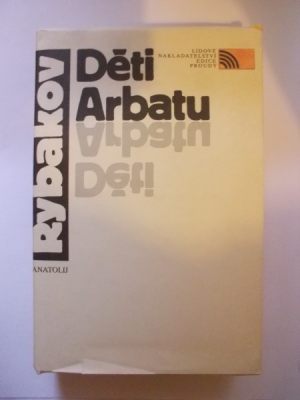 LIDOVÉ
NAKLADATELSTVÍ
EDICE
PROUDY
Děti
Arbatu
Arbatu
Děti
Rybakov
ANATOLIJ